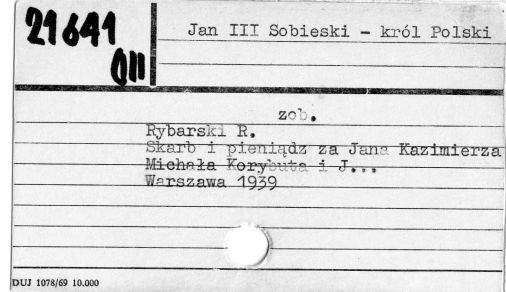 21641
OII
Jan III Sobieski - król Polski
zob.
Rybarski R.
Skarb i pieniądz za Jana Kazimierza
Michała Korybuta i J...
Warszawa 1939
DUJ 1078/69 10.000